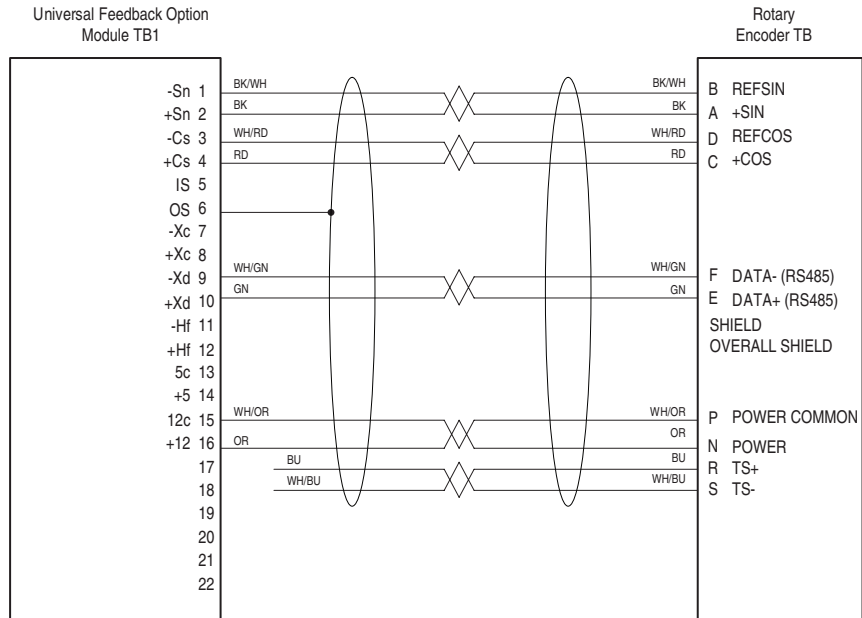 Universal Feedback Option
Module TB1
Rotary
Encoder TB
-Sn 1 BK/WH BK/WH B REFSIN
+Sn 2 BK BK A +SIN
-Cs 3 WH/RD WH/RD D REFCOS
+Cs 4 RD RD C +COS
IS 5
OS 6
-Xc 7
+Xc 8
-Xd 9 WH/GN WH/GN F DATA- (RS485)
+Xd 10 GN GN E DATA+ (RS485)
-Hf 11 SHIELD
+Hf 12 OVERALL SHIELD
5c 13
+5 14
12c 15 WH/OR WH/OR P POWER COMMON
+12 16 OR OR N POWER
17 BU BU R TS+
18 WH/BU WH/BU S TS-
19
20
21
22